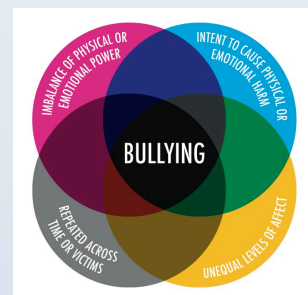 IMBALANCE OF PHYSICAL OR
EMOTIONAL POWER
INTENT TO CAUSE PHYSICAL OR
EMOTIONAL HARM
BULLYING
REPEATED ACROSS
TIME OR VICTIMS
UNEQUAL LEVELS OF AFFECT